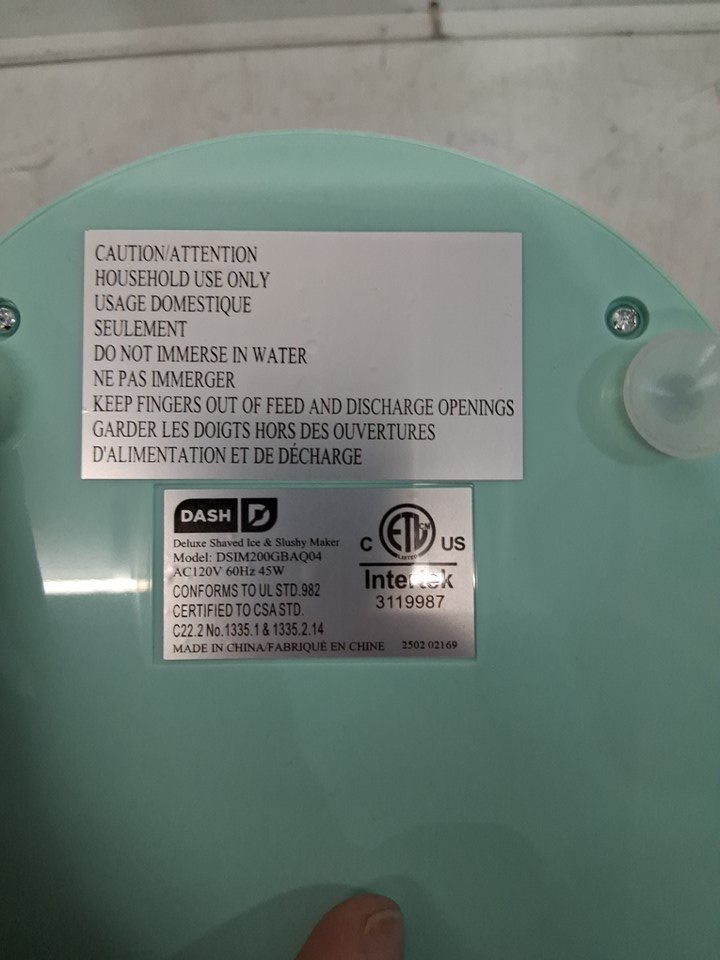 CAUTION/ATTENTION
HOUSEHOLD USE ONLY
USAGE DOMESTIQUE
SEULEMENT
DO NOT IMMERSE IN WATER
NE PAS IMMERGER
KEEP FINGERS OUT OF FEED AND DISCHARGE OPENINGS
GARDER LES DOIGTS HORS DES OUVERTURES
D'ALIMENTATION ET DE DÉCHARGE
DASH D
Deluxe Shaved Ice & Slushy Maker
Model: DSIM200GBAQ04
AC120V 60Hz 45W
CONFORMS TO UL STD.982
CERTIFIED TO CSA STD.
C22.2 No.1335.1 & 1335.2.14
MADE IN CHINA/FABRIQUÉ EN CHINE 2502 02169
C ETL CM LISTED US
Intertek
3119987